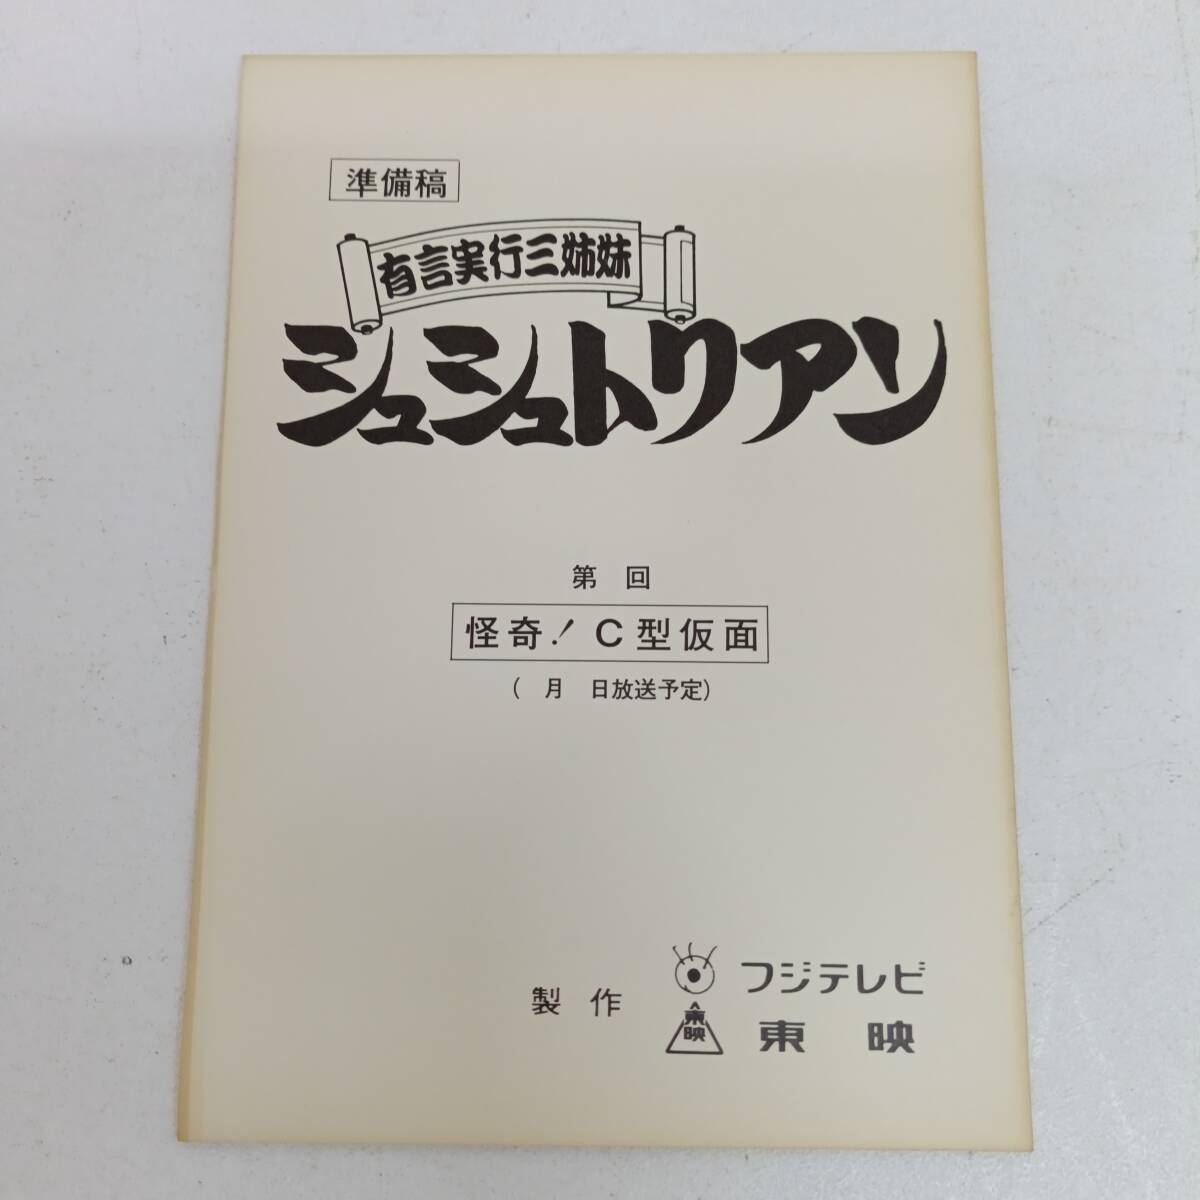 準備稿
有言実行三姉妹
シュシュトリアン
第　回
怪奇！Ｃ型仮面
(　月　日放送予定)
製作
フジテレビ
東映
東映